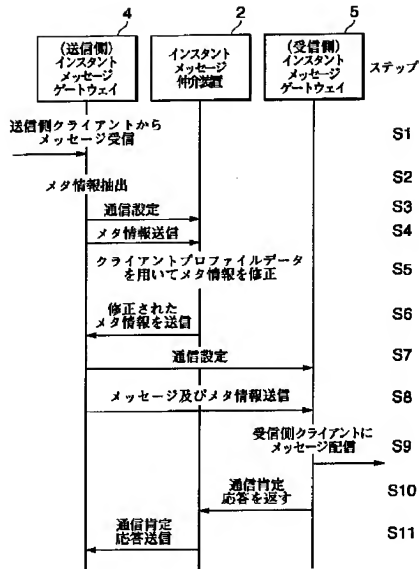 4
2
5
(送信側)
インスタント
メッセージ
ゲートウェイ
インスタント
メッセージ
仲介装置
(受信側)
インスタント
メッセージ
ゲートウェイ
ステップ
送信側クライアントから
メッセージ受信
S1
メタ情報抽出
S2
通信設定
S3
メタ情報送信
S4
クライアントプロファイルデータ
を用いてメタ情報を修正
S5
修正された
メタ情報を送信
S6
通信設定
S7
メッセージ及びメタ情報送信
S8
受信側クライアントに
メッセージ配信
S9
通信肯定
応答を返す
S10
通信肯定
応答送信
S11